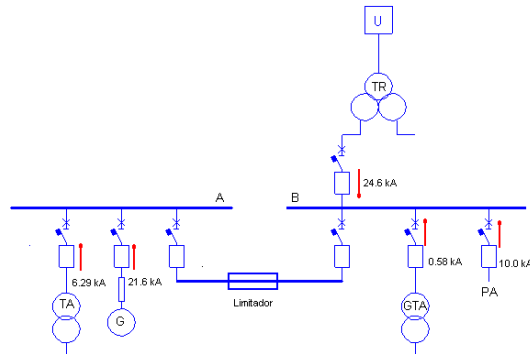 U
TR
24.6 kA
A
B
6.29 kA
21.6 kA
0.58 kA
10.0 kA
TA
G
Limitador
GTA
PA